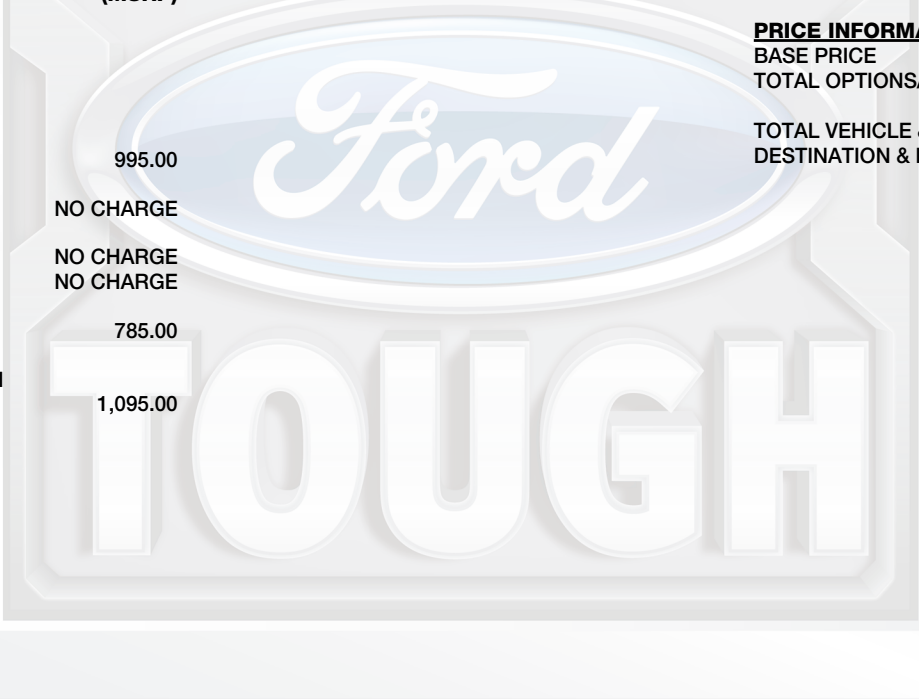 (MSRP)
995.00
NO CHARGE
NO CHARGE
NO CHARGE
785.00
1,095.00
PRICE INFORMA
BASE PRICE
TOTAL OPTIONS
TOTAL VEHICLE
DESTINATION &
Ford
TOUGH